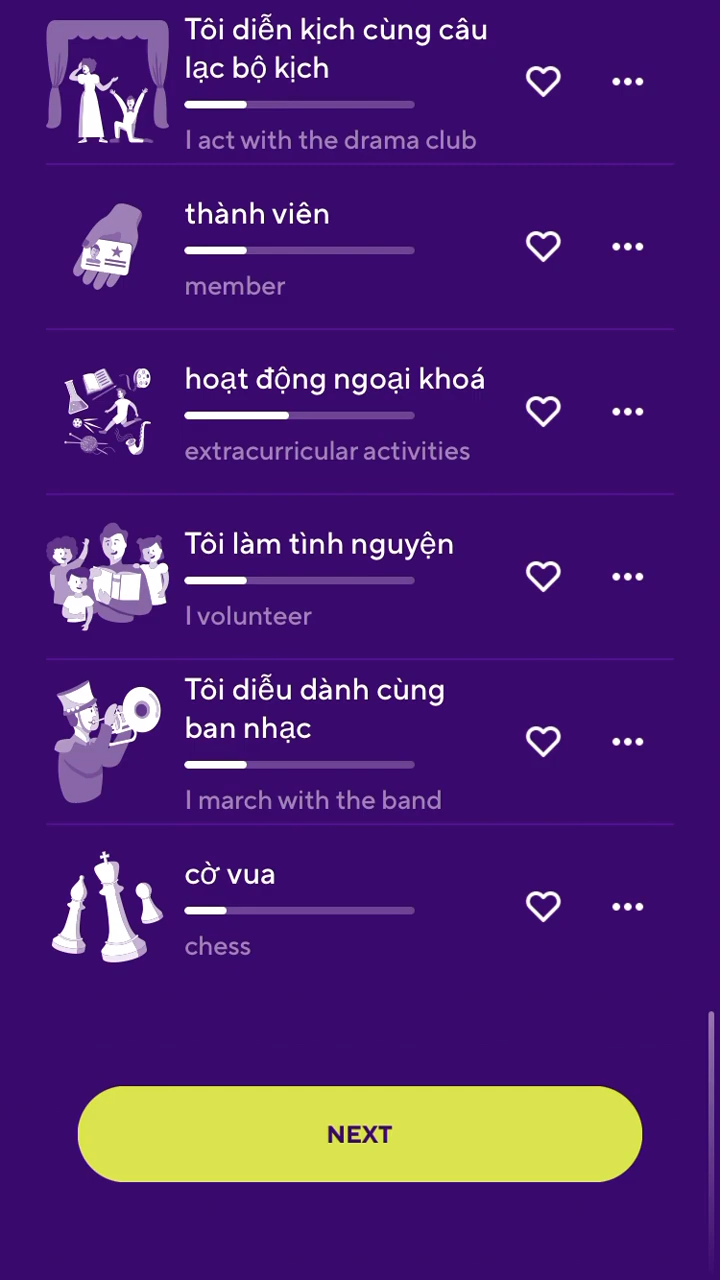 Tôi diễn kịch cùng câu
lạc bộ kịch
I act with the drama club
thành viên
member
hoạt động ngoại khoá
extracurricular activities
Tôi làm tình nguyện
I volunteer
Tôi diễu dành cùng
ban nhạc
I march with the band
cờ vua
chess
NEXT